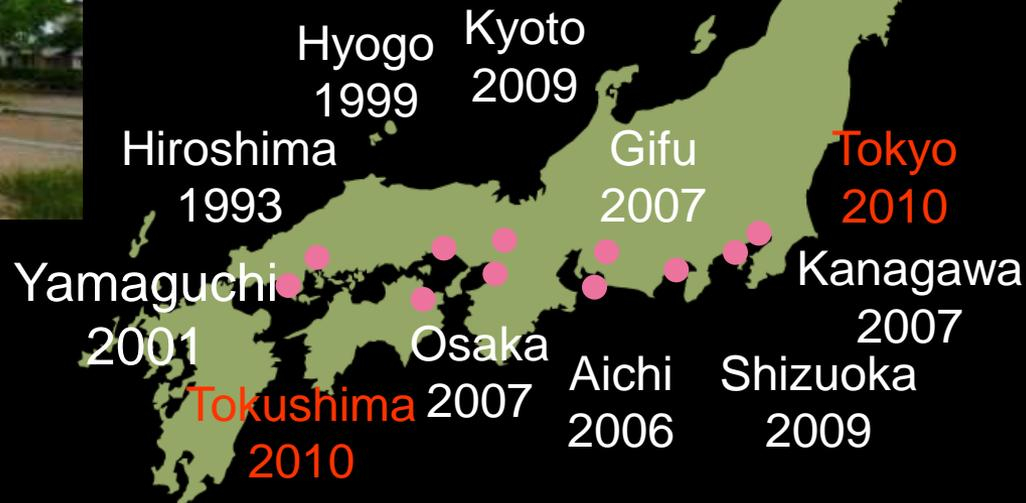 Hyogo
1999
Kyoto
2009
Hiroshima
1993
Gifu
2007
Tokyo
2010
Yamaguchi
2001
Kanagawa
2007
Osaka
2007
Aichi
2006
Shizuoka
2009
Tokushima
2010